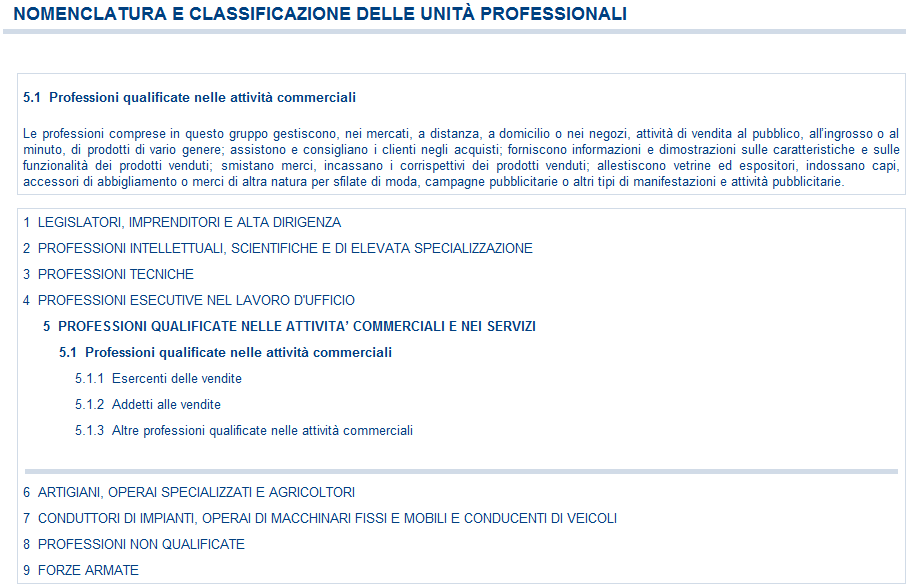 NOMENCLATURA E CLASSIFICAZIONE DELLE UNITÀ PROFESSIONALI
5.1 Professioni qualificate nelle attività commerciali
Le professioni comprese in questo gruppo gestiscono, nei mercati, a distanza, a domicilio o nei negozi, attività di vendita al pubblico, all'ingrosso o al
minuto, di prodotti di vario genere; assistono e consigliano i clienti negli acquisti; forniscono informazioni e dimostrazioni sulle caratteristiche e sulle
funzionalità dei prodotti venduti; smistano merci, incassano i corrispettivi dei prodotti venduti; allestiscono vetrine ed espositori, indossano capi,
accessori di abbigliamento o merci di altra natura per sfilate di moda, campagne pubblicitarie o altri tipi di manifestazioni e attività pubblicitarie.
1 LEGISLATORI, IMPRENDITORI E ALTA DIRIGENZA
2 PROFESSIONI INTELLETTUALI, SCIENTIFICHE E DI ELEVATA SPECIALIZZAZIONE
3 PROFESSIONI TECNICHE
4 PROFESSIONI ESECUTIVE NEL LAVORO D'UFFICIO
5 PROFESSIONI QUALIFICATE NELLE ATTIVITA' COMMERCIALI E NEI SERVIZI
5.1 Professioni qualificate nelle attività commerciali
5.1.1 Esercenti delle vendite
5.1.2 Addetti alle vendite
5.1.3 Altre professioni qualificate nelle attività commerciali
6 ARTIGIANI, OPERAI SPECIALIZZATI E AGRICOLTORI
7 CONDUTTORI DI IMPIANTI, OPERAI DI MACCHINARI FISSI E MOBILI E CONDUCENTI DI VEICOLI
8 PROFESSIONI NON QUALIFICATE
9 FORZE ARMATE